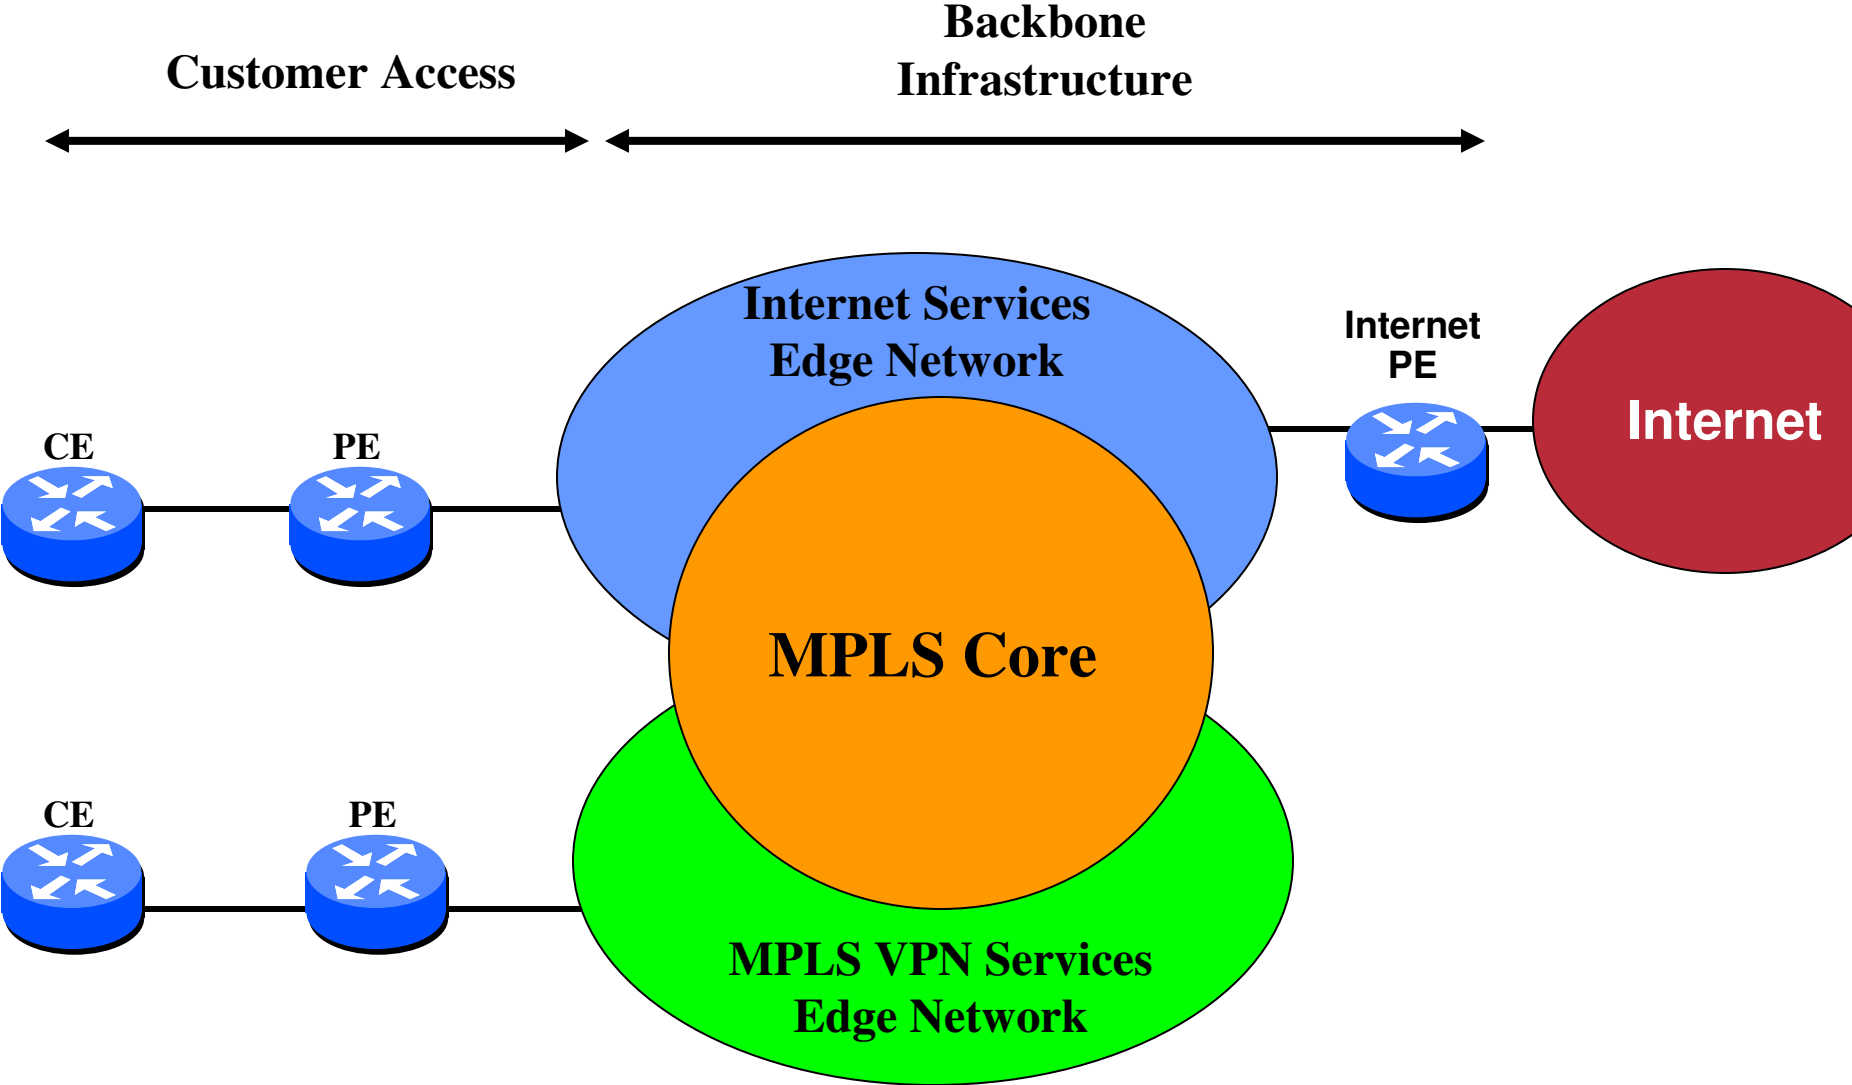 Backbone
Infrastructure
Customer Access
Internet Services
Edge Network
Internet
PE
Internet
CE
PE
MPLS Core
CE
PE
MPLS VPN Services
Edge Network